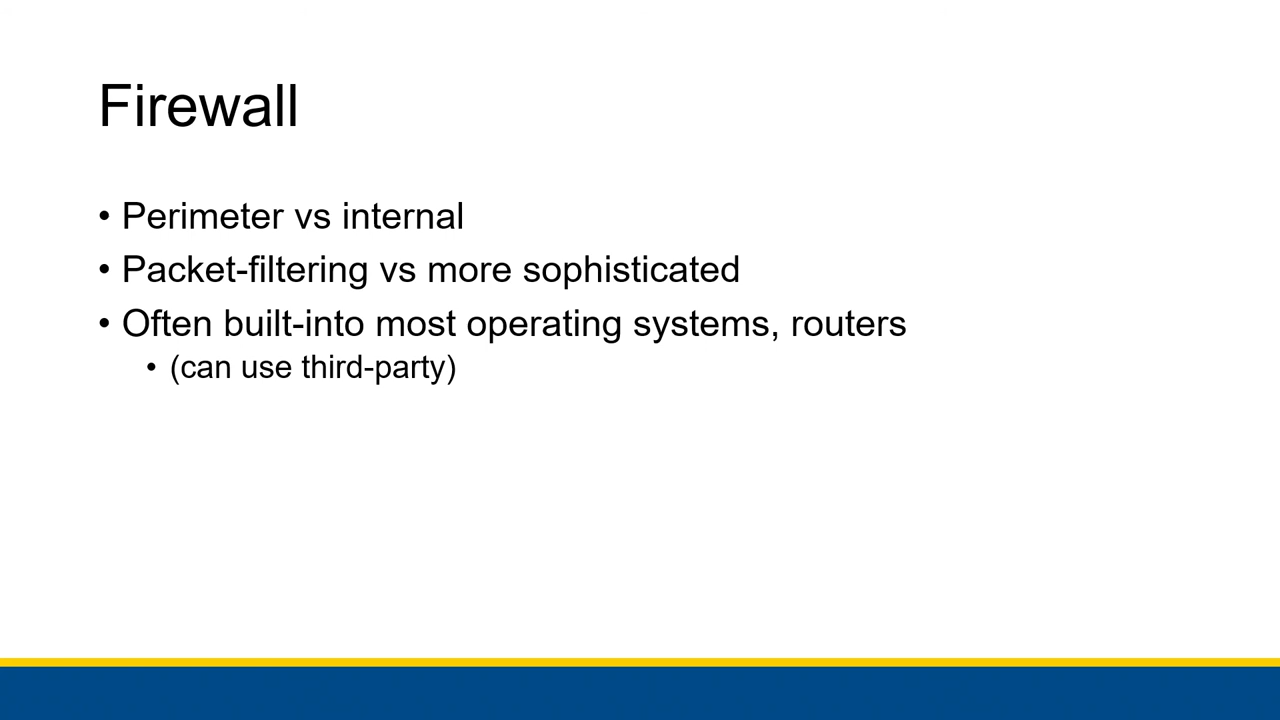 Firewall
• Perimeter vs internal
• Packet-filtering vs more sophisticated
• Often built-into most operating systems, routers
• (can use third-party)